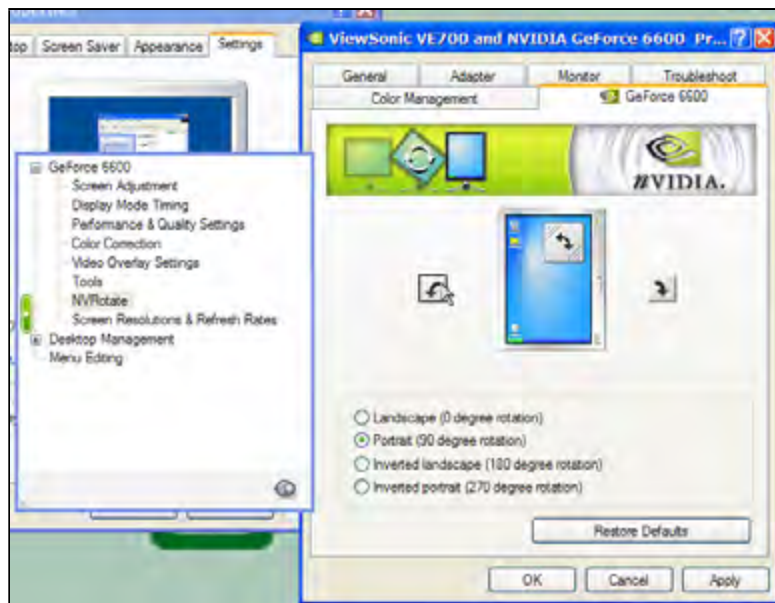 Screen Saver
Appearance
Settings
GeForce 6600
Screen Adjustment
Display Mode Timing
Performance & Quality Settings
Color Correction
Video Overlay Settings
Tools
NVRotate
Screen Resolutions & Refresh Rates
Desktop Management
Menu Editing
ViewSonic VE700 and NVIDIA GeForce 6600 Pr...
General
Adapter
Monitor
Troubleshoot
Color Management
GeForce 6600
NVIDIA.
Landscape (0 degree rotation)
Portrait (90 degree rotation)
Inverted landscape (180 degree rotation)
Inverted portrait (270 degree rotation)
Restore Defaults
OK
Cancel
Apply